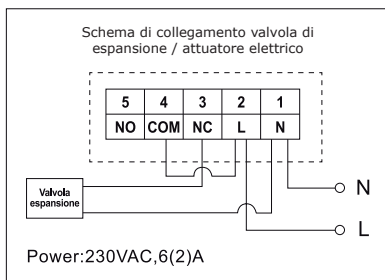 Schema di collegamento valvola di
espansione / attuatore elettrico
5 4 3 2 1
NO COM NC L N
Valvola
espansione
N
L
Power:230VAC,6(2)A